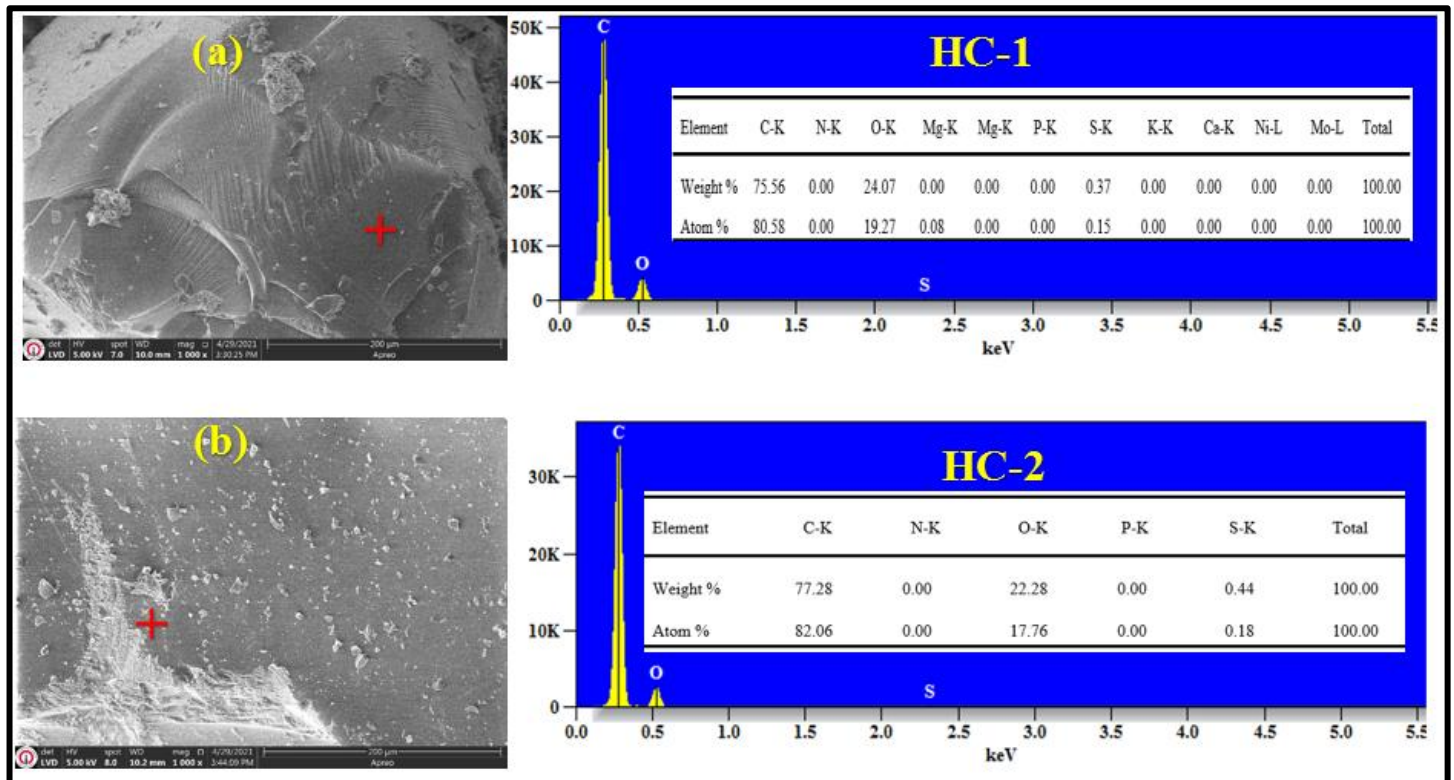 (a)
det HV spot WD mag □ 4/29/2021 200 μm
LVD 5.00 kV 7.0 10.0 mm 1 000 x 3:30:25 PM Apreo
HC-1
50K
40K
30K
20K
10K
0
C
O
S
Element C-K N-K O-K Mg-K Mg-K P-K S-K K-K Ca-K Ni-L Mo-L Total
Weight % 75.56 0.00 24.07 0.00 0.00 0.00 0.37 0.00 0.00 0.00 0.00 100.00
Atom % 80.58 0.00 19.27 0.08 0.00 0.00 0.15 0.00 0.00 0.00 0.00 100.00
0.0 0.5 1.0 1.5 2.0 2.5 3.0 3.5 4.0 4.5 5.0 5.5
keV
(b)
det HV spot WD mag □ 4/29/2021 200 μm
LVD 5.00 kV 8.0 10.2 mm 1 000 x 3:44:09 PM Apreo
HC-2
30K
20K
10K
0
C
O
S
Element C-K N-K O-K P-K S-K Total
Weight % 77.28 0.00 22.28 0.00 0.44 100.00
Atom % 82.06 0.00 17.76 0.00 0.18 100.00
0.0 0.5 1.0 1.5 2.0 2.5 3.0 3.5 4.0 4.5 5.0 5.5
keV